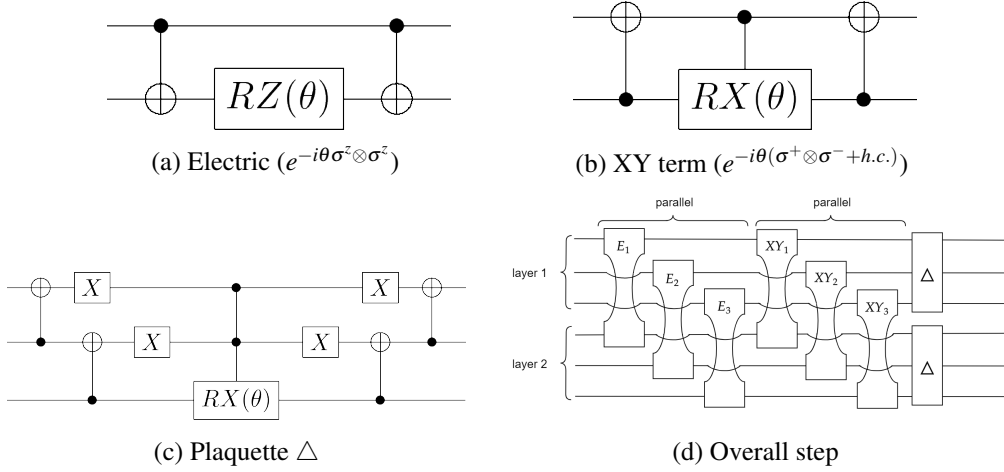 RZ(θ)
RX(θ)
(a) Electric (e^{-iθσ^z⊗σ^z})
(b) XY term (e^{-iθ(σ^+⊗σ^-+h.c.)})
X
X
X
X
RX(θ)
(c) Plaquette △
parallel
parallel
layer 1
layer 2
E₁
E₂
E₃
XY₁
XY₂
XY₃
△
△
(d) Overall step